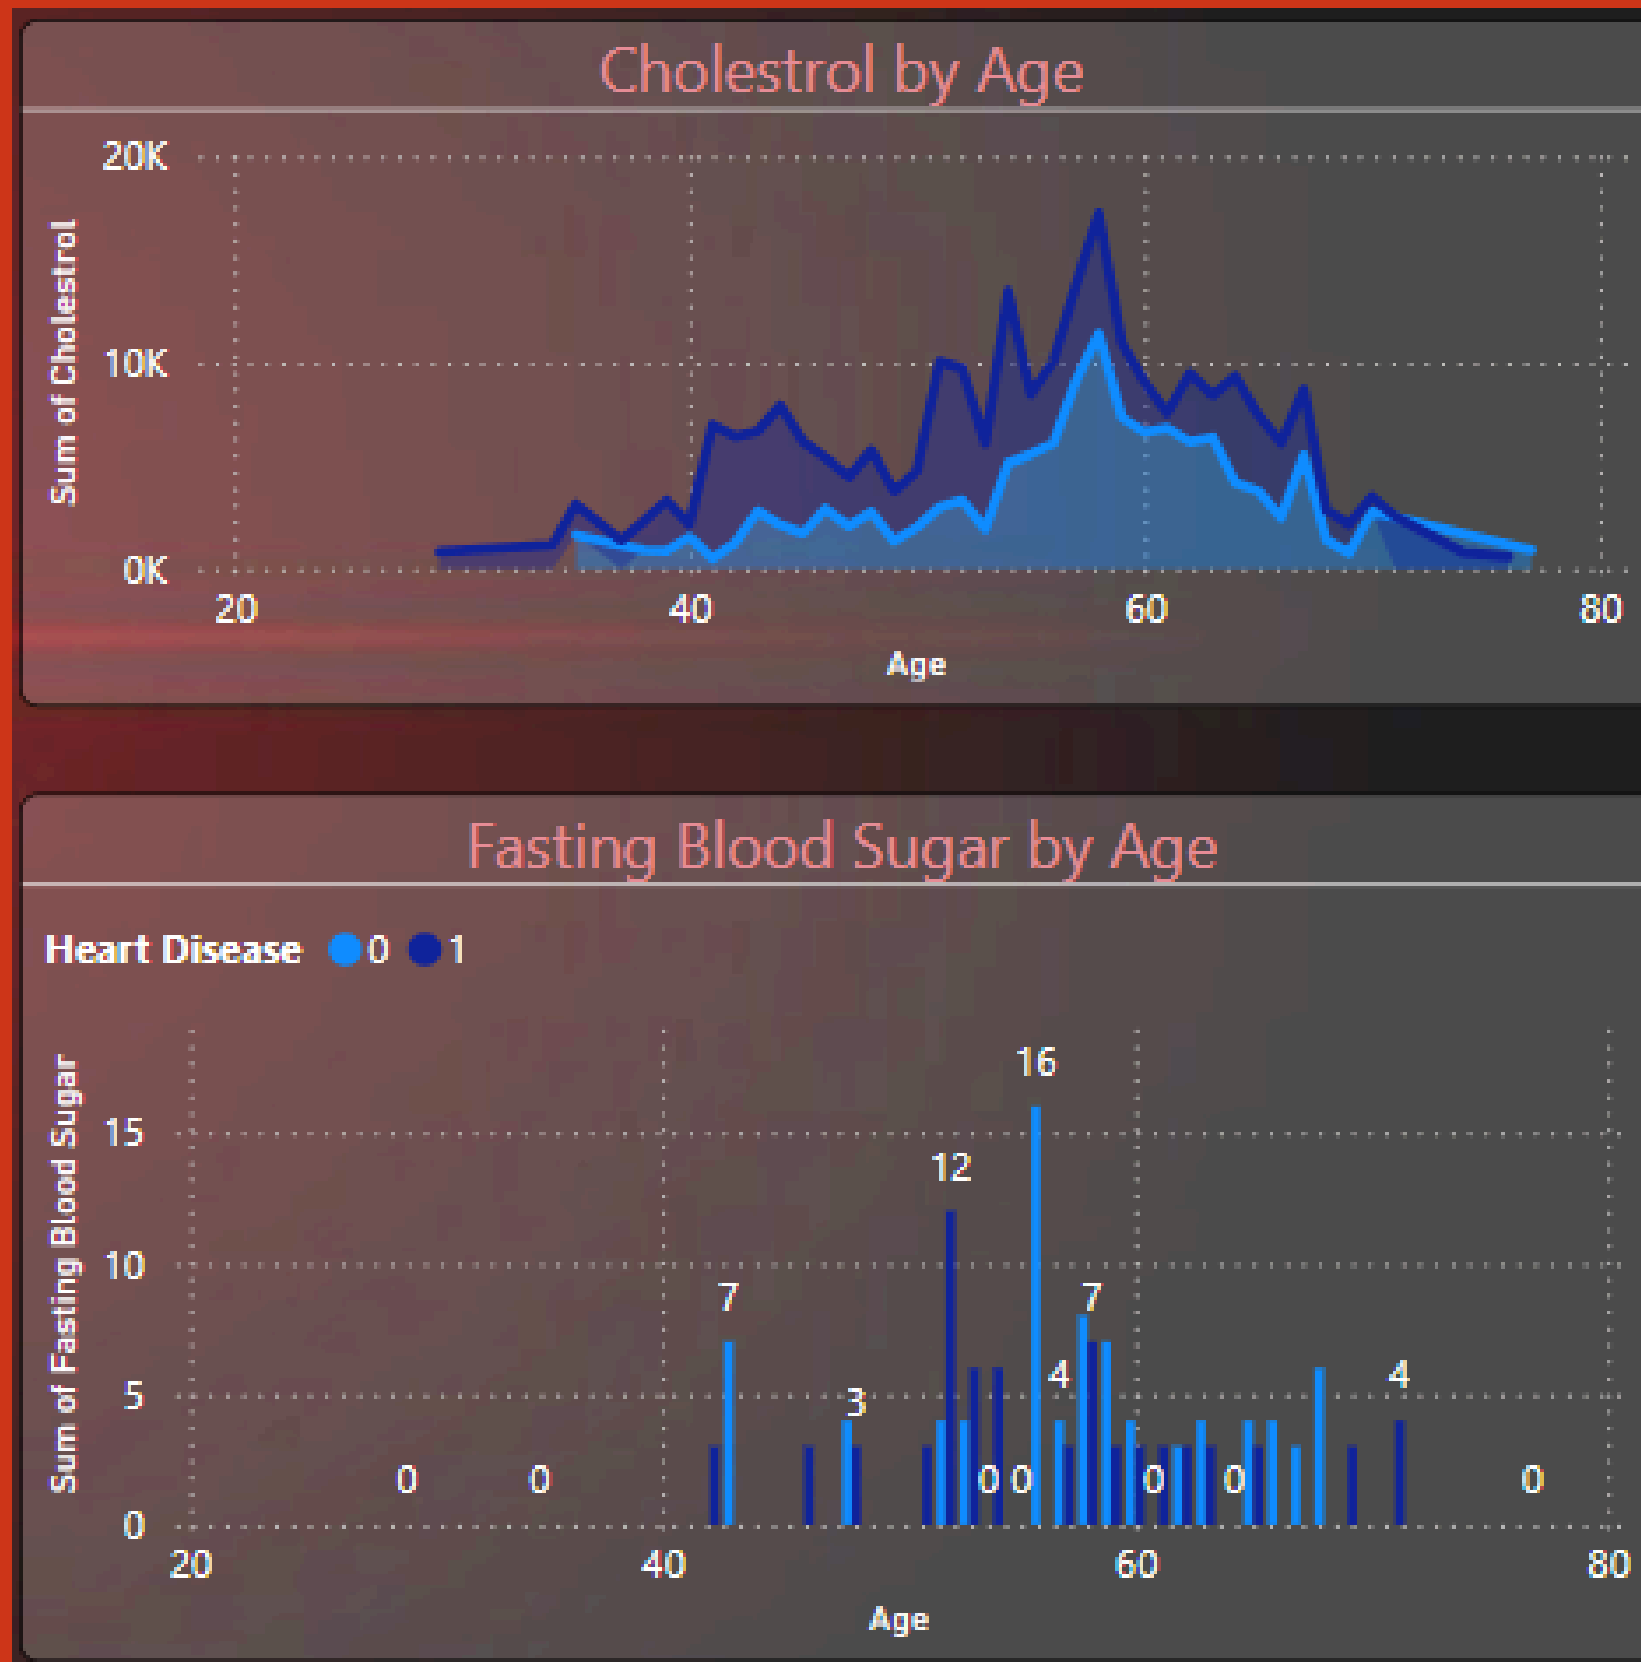 Cholestrol by Age
20K
10K
0K
Sum of Cholestrol
20 40 60 80
Age
Fasting Blood Sugar by Age
Heart Disease 0 1
Sum of Fasting Blood Sugar
15
10
5
0
16
12
7 7
3 4 4
0 0 0 0 0 0 0
20 40 60 80
Age